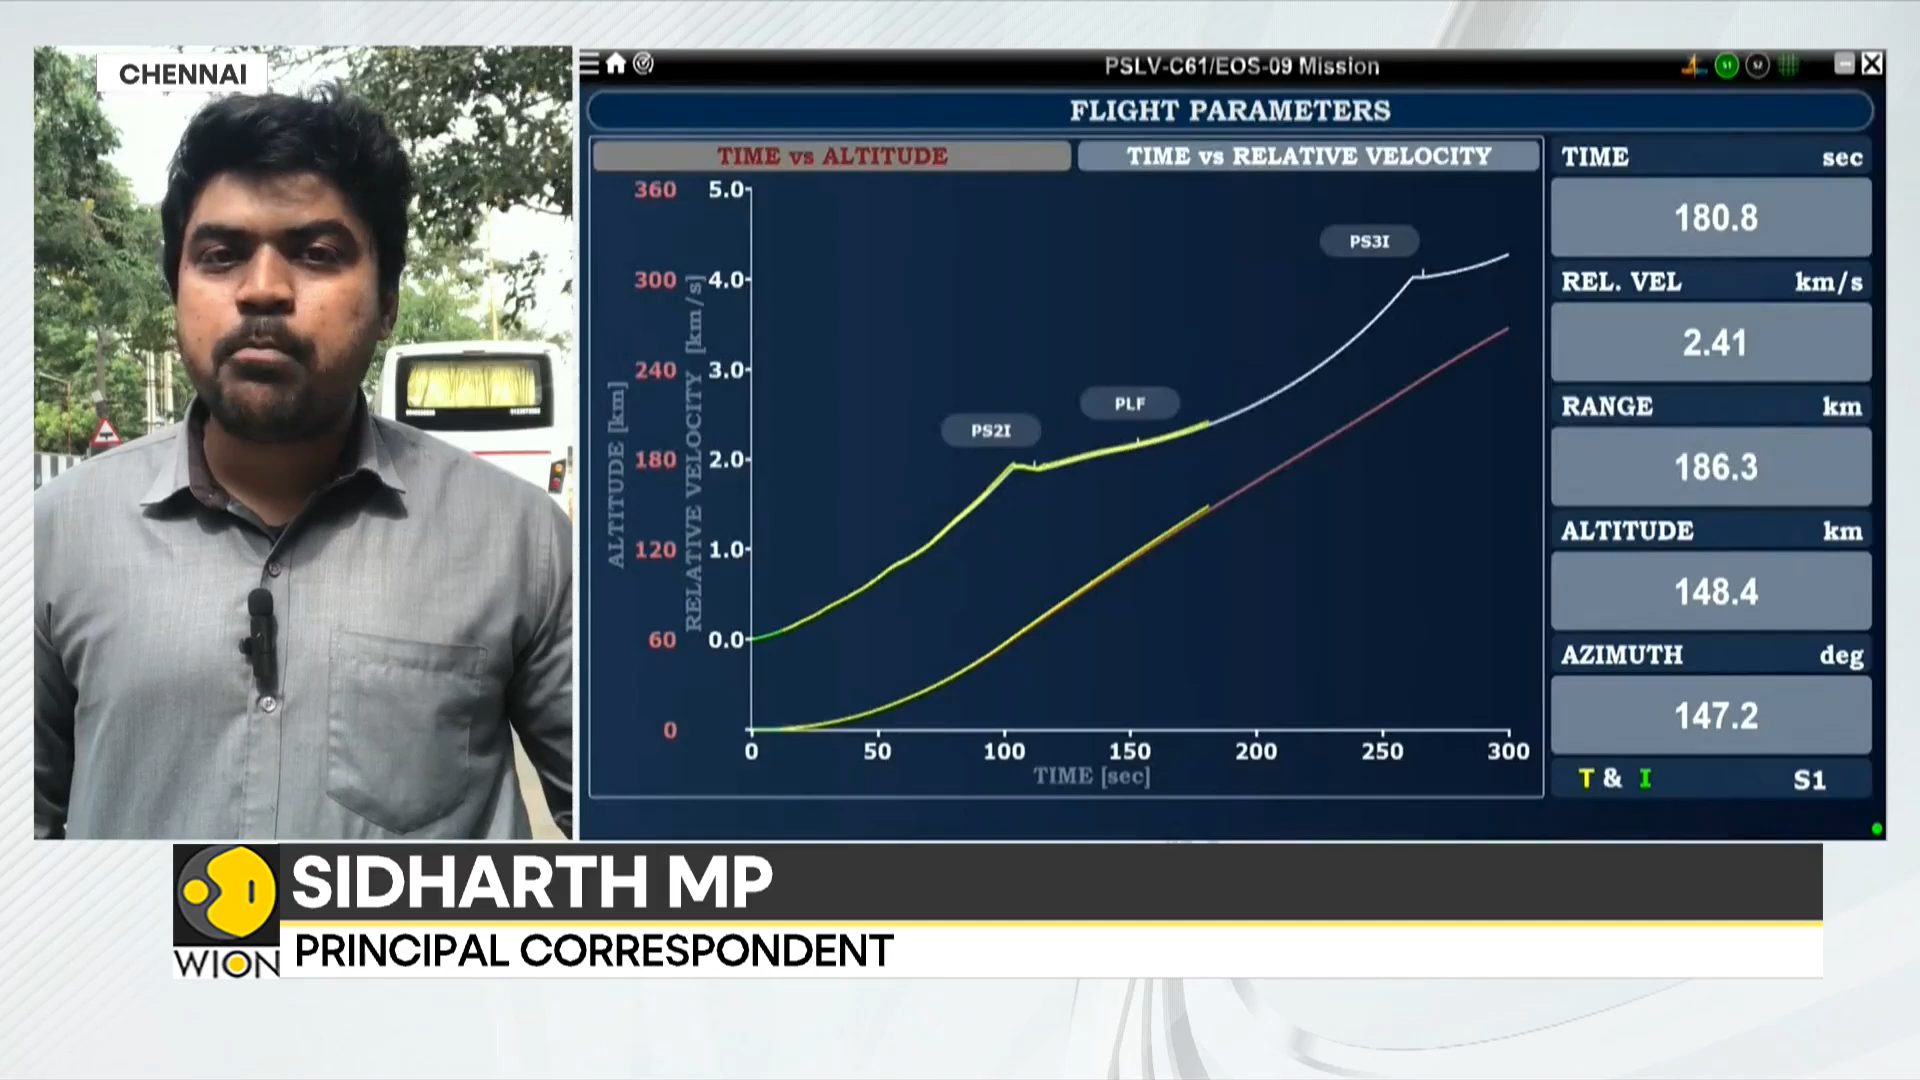 CHENNAI
PSLV-C61/EOS-09 Mission
S1
S2
FLIGHT PARAMETERS
TIME vs ALTITUDE
TIME vs RELATIVE VELOCITY
360
300
240
180
120
60
0
ALTITUDE [km]
5.0
4.0
3.0
2.0
1.0
0.0
RELATIVE VELOCITY [km/s]
PS2I
PLF
PS3I
0 50 100 150 200 250 300
TIME [sec]
TIME sec
180.8
REL. VEL km/s
2.41
RANGE km
186.3
ALTITUDE km
148.4
AZIMUTH deg
147.2
T & I S1
SIDHARTH MP
PRINCIPAL CORRESPONDENT
WION